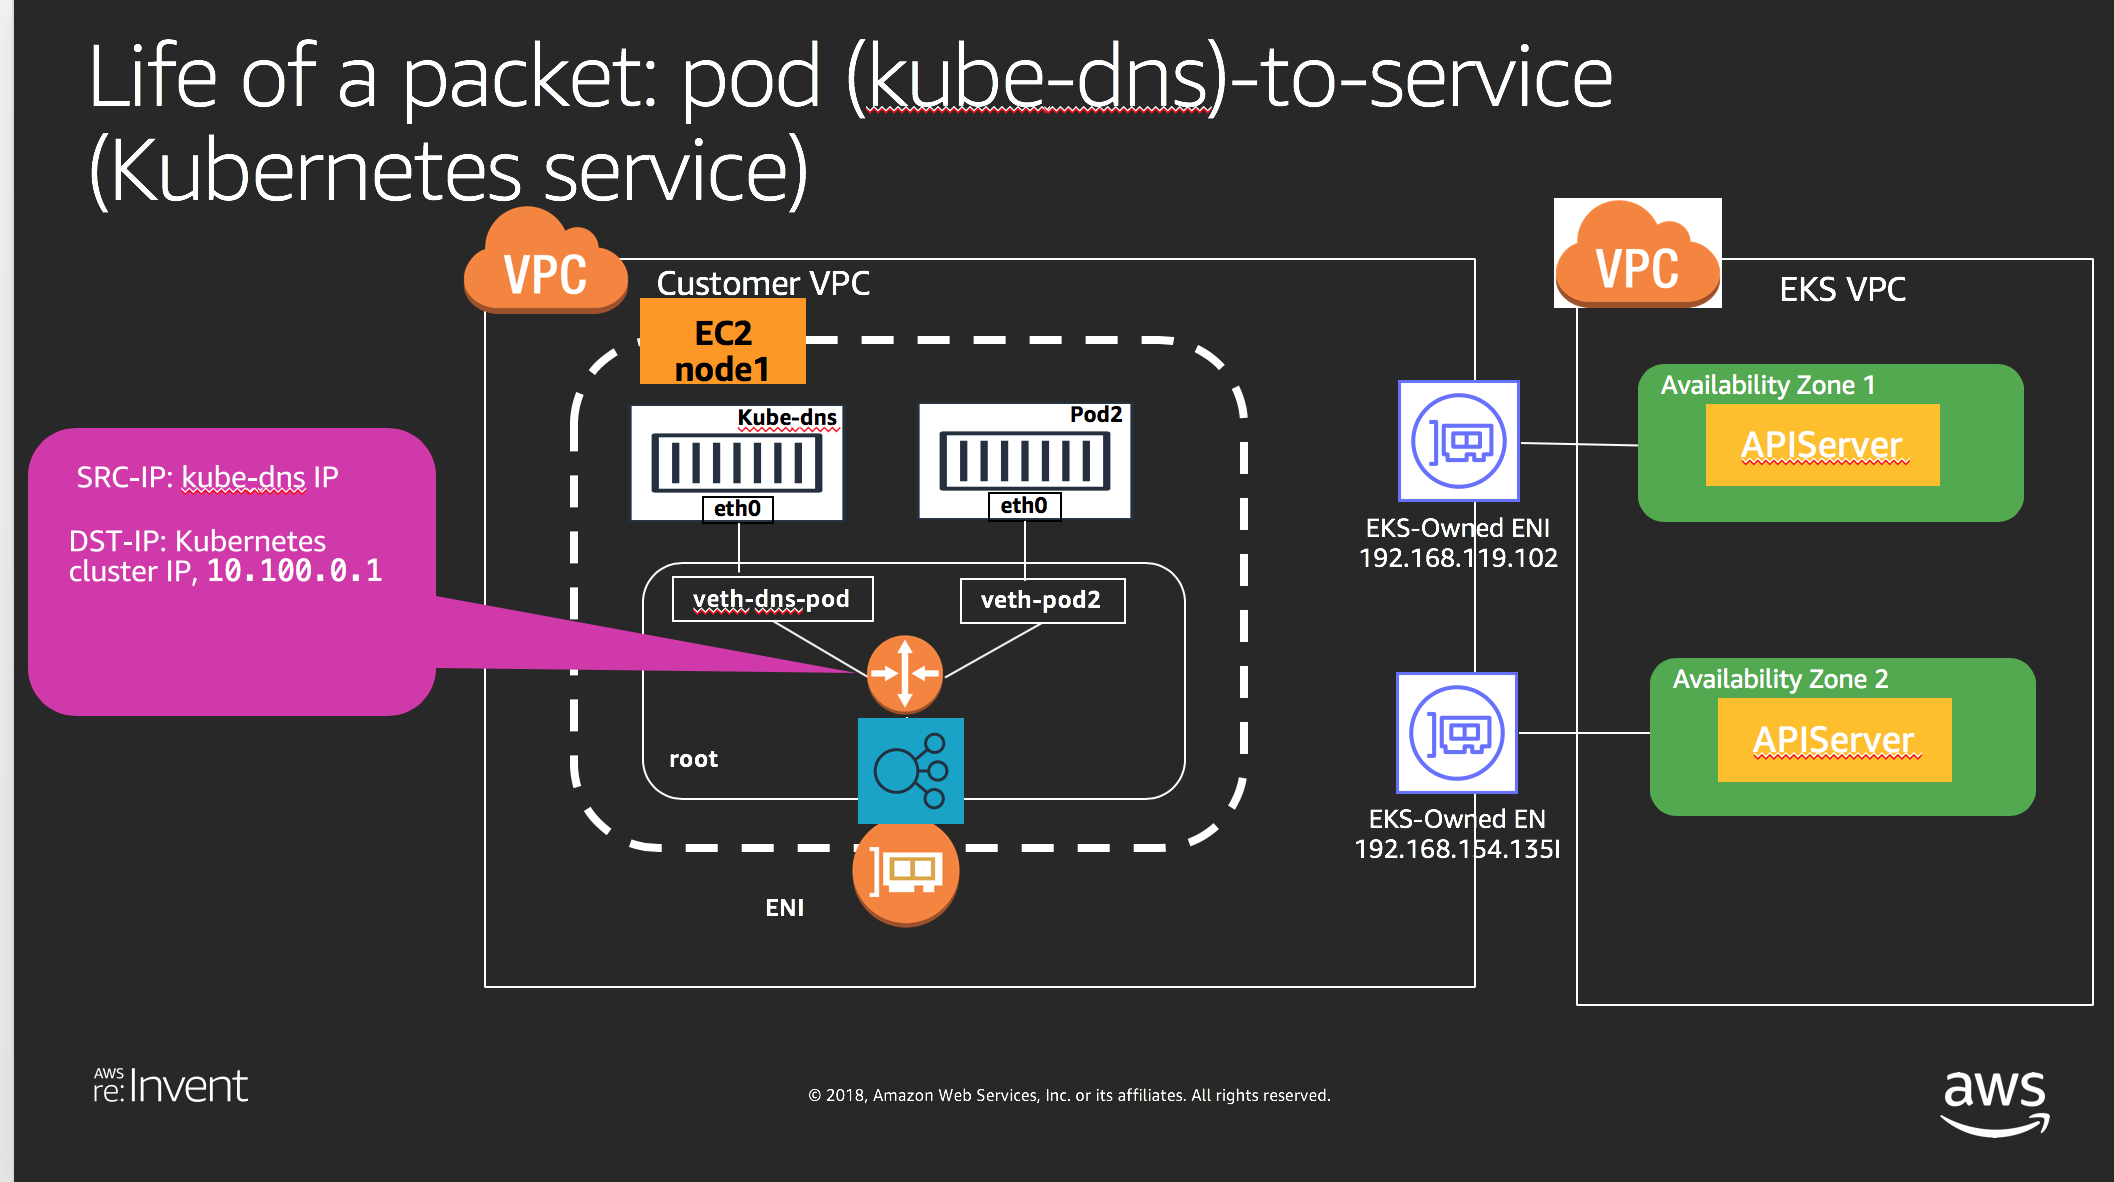 Life of a packet: pod (kube-dns)-to-service
(Kubernetes service)
VPC
Customer VPC
VPC
EKS VPC
EC2
node1
Kube-dns
eth0
Pod2
eth0
SRC-IP: kube-dns IP
DST-IP: Kubernetes
cluster IP, 10.100.0.1
veth-dns-pod
veth-pod2
root
ENI
EKS-Owned ENI
192.168.119.102
Availability Zone 1
APIServer
EKS-Owned EN
192.168.154.135I
Availability Zone 2
APIServer
AWS
re:Invent
© 2018, Amazon Web Services, Inc. or its affiliates. All rights reserved.
aws